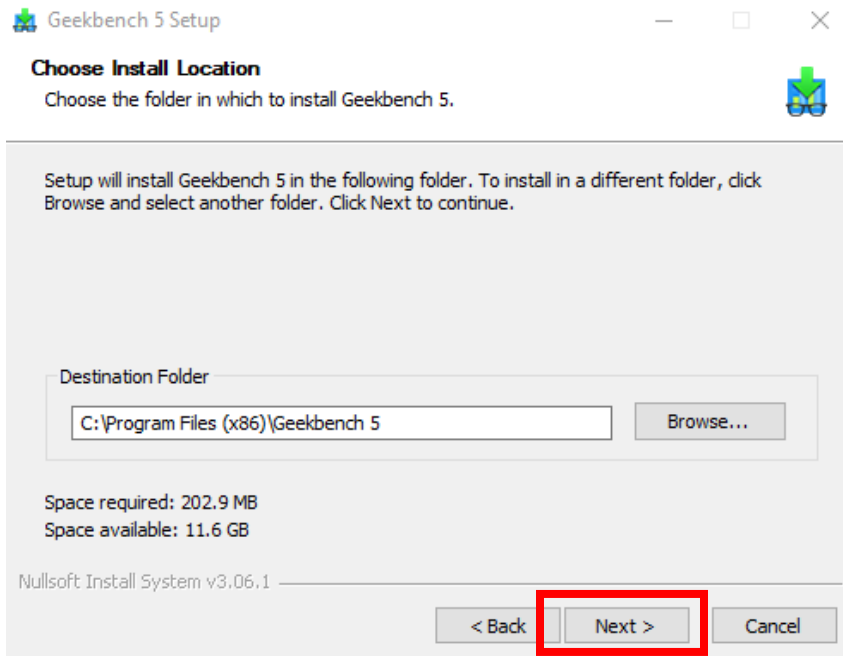 Geekbench 5 Setup
Choose Install Location
Choose the folder in which to install Geekbench 5.
Setup will install Geekbench 5 in the following folder. To install in a different folder, click
Browse and select another folder. Click Next to continue.
Destination Folder
C:\Program Files (x86)\Geekbench 5
Browse...
Space required: 202.9 MB
Space available: 11.6 GB
Nullsoft Install System v3.06.1
< Back
Next >
Cancel